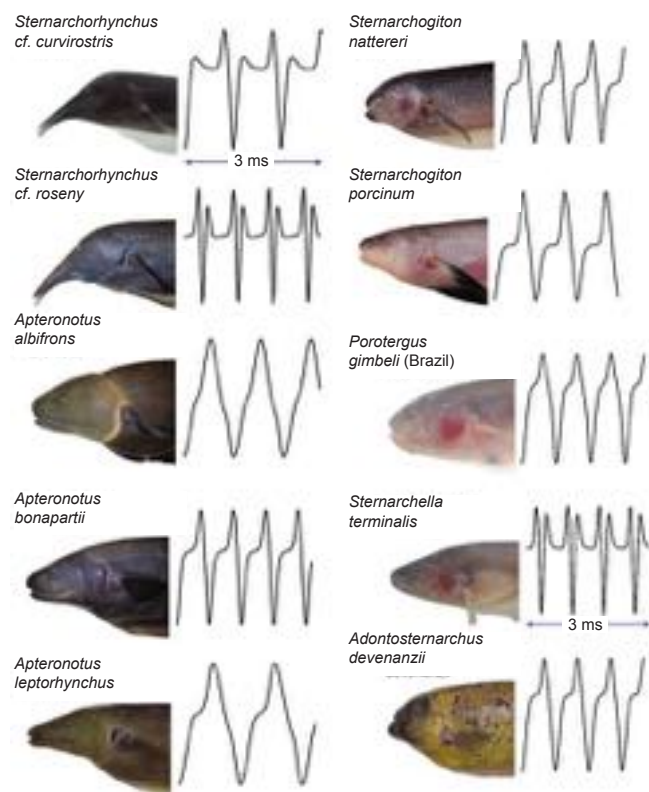 Sternarchorhynchus
cf. curvirostris
3 ms
Sternarchorhynchus
cf. roseny
Apteronotus
albifrons
Apteronotus
bonapartii
Apteronotus
leptorhynchus
Sternarchogiton
nattereri
Sternarchogiton
porcinum
Porotergus
gimbeli (Brazil)
Sternarchella
terminalis
3 ms
Adontosternarchus
devenanzii